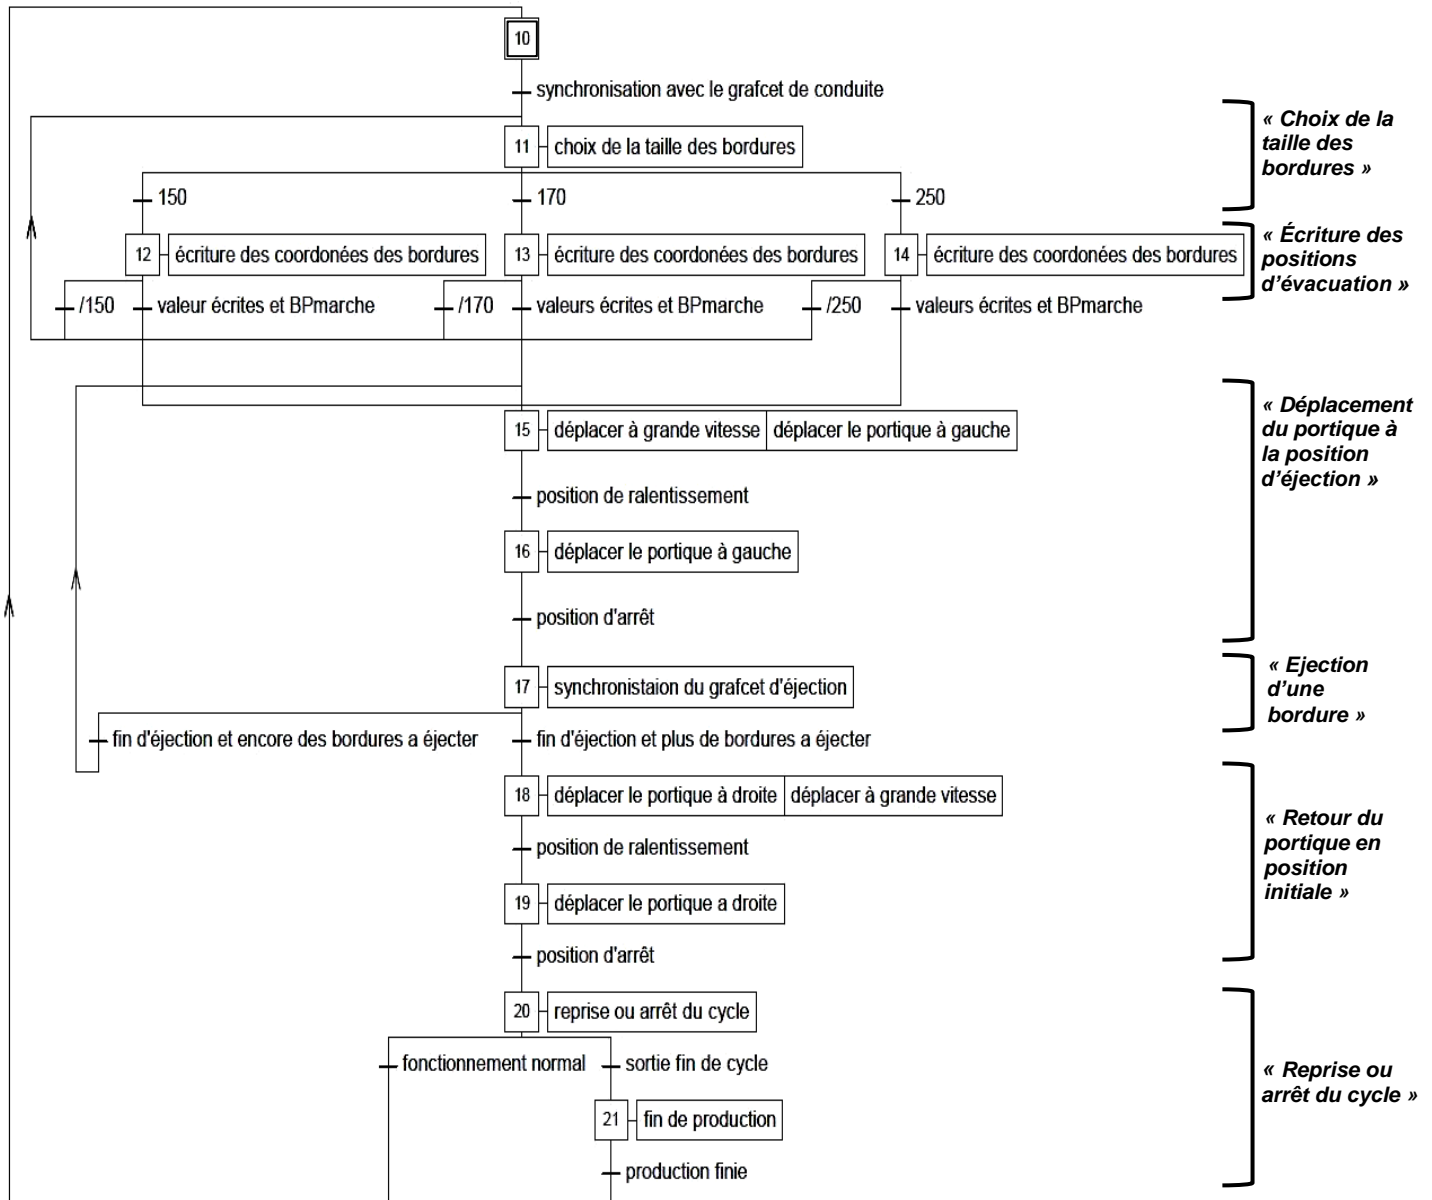 10
synchronisation avec le grafcet de conduite
11 choix de la taille des bordures
« Choix de la
taille des
bordures »
150 170 250
12 écriture des coordonées des bordures 13 écriture des coordonées des bordures 14 écriture des coordonées des bordures
« Écriture des
positions
d'évacuation »
/150 valeur écrites et BPmarche /170 valeurs écrites et BPmarche /250 valeurs écrites et BPmarche
15 déplacer à grande vitesse déplacer le portique à gauche
« Déplacement
du portique à
la position
d'éjection »
position de ralentissement
16 déplacer le portique à gauche
position d'arrêt
17 synchronistaion du grafcet d'éjection
« Ejection
d'une
bordure »
fin d'éjection et encore des bordures a éjecter fin d'éjection et plus de bordures a éjecter
18 déplacer le portique à droite déplacer à grande vitesse
position de ralentissement
« Retour du
portique en
position
initiale »
19 déplacer le portique a droite
position d'arrêt
20 reprise ou arrêt du cycle
fonctionnement normal sortie fin de cycle
« Reprise ou
arrêt du cycle »
21 fin de production
production finie